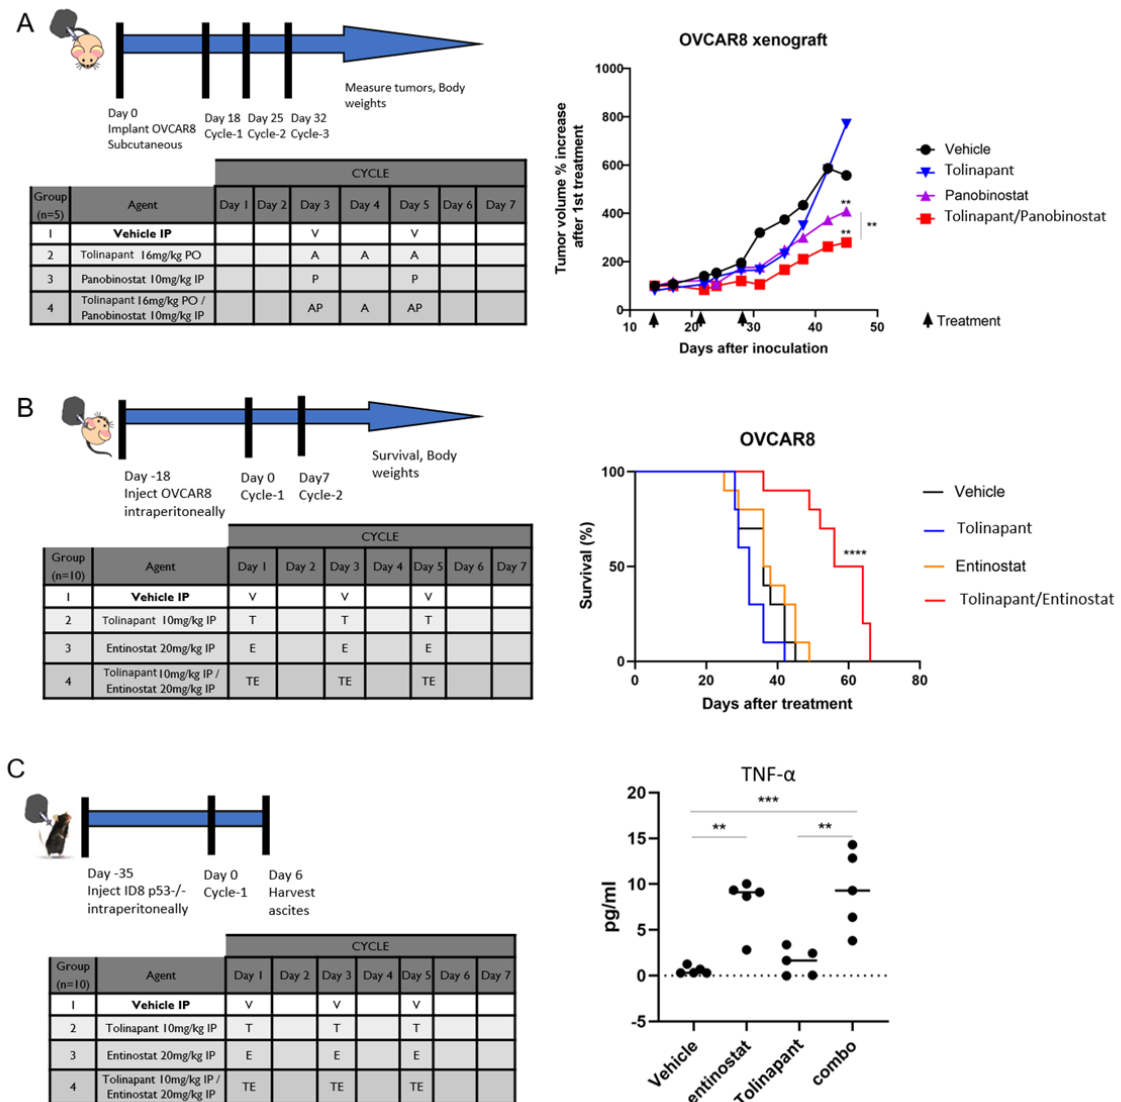 A
Day 0
Implant OVCAR8
Subcutaneous
Day 18
Cycle-1
Day 25
Cycle-2
Day 32
Cycle-3
Measure tumors, Body
weights
CYCLE
Group
(n=5)
Agent
Day 1
Day 2
Day 3
Day 4
Day 5
Day 6
Day 7
1 Vehicle IP V V
2 Tolinapant 16mg/kg PO A A A
3 Panobinostat 10mg/kg IP P P
4 Tolinapant 16mg/kg PO /
Panobinostat 10mg/kg IP AP A AP
OVCAR8 xenograft
Tumor volume % increase
after 1st treatment
1000
800
600
400
200
0
10 20 30 40 50
Days after inoculation
**
**
**
Vehicle
Tolinapant
Panobinostat
Tolinapant/Panobinostat
Treatment
B
Day -18
Inject OVCAR8
intraperitoneally
Day 0
Cycle-1
Day7
Cycle-2
Survival, Body
weights
CYCLE
Group
(n=10)
Agent
Day 1
Day 2
Day 3
Day 4
Day 5
Day 6
Day 7
1 Vehicle IP V V V
2 Tolinapant 10mg/kg IP T T T
3 Entinostat 20mg/kg IP E E E
4 Tolinapant10mg/kg IP /
Entinostat 20mg/kg IP TE TE TE
OVCAR8
Survival (%)
100
50
0
0 20 40 60 80
Days after treatment
****
Vehicle
Tolinapant
Entinostat
Tolinapant/Entinostat
C
Day -35
Inject ID8 p53-/-
intraperitoneally
Day 0
Cycle-1
Day 6
Harvest
ascites
CYCLE
Group
(n=10)
Agent
Day 1
Day 2
Day 3
Day 4
Day 5
Day 6
Day 7
1 Vehicle IP V V V
2 Tolinapant 10mg/kg IP T T T
3 Entinostat 20mg/kg IP E E E
4 Tolinapant 10mg/kg IP /
Entinostat 20mg/kg IP TE TE TE
TNF-α
***
** **
pg/ml
20
15
10
5
0
-5
Vehicle
entinostat
Tolinapant
combo